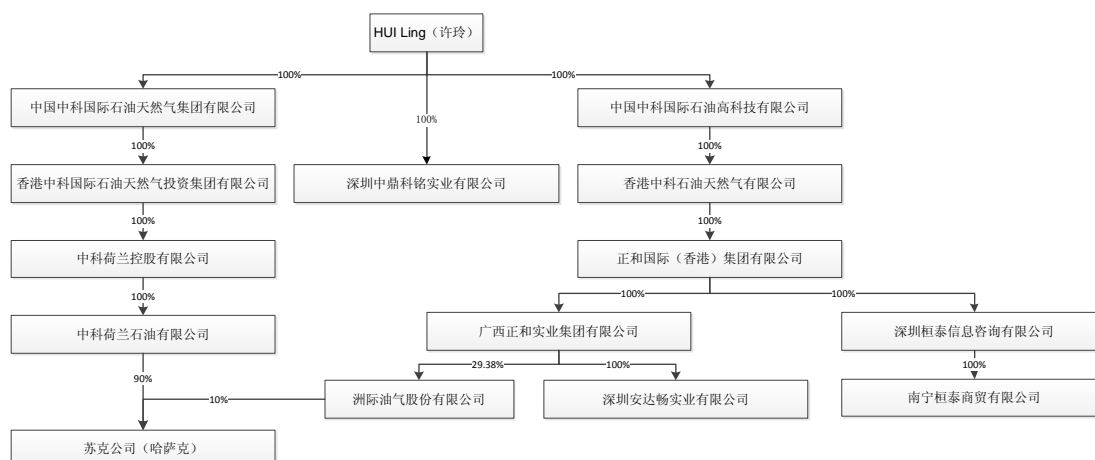 HUI Ling（许玲）
100%
100%
中国中科国际石油天然气集团有限公司
中国中科国际石油高科技有限公司
100%
100%
100%
香港中科国际石油天然气投资集团有限公司
深圳中鼎科铭实业有限公司
香港中科石油天然气有限公司
100%
100%
中科荷兰控股有限公司
正和国际（香港）集团有限公司
100%
100%
100%
中科荷兰石油有限公司
广西正和实业集团有限公司
深圳桓泰信息咨询有限公司
90%
29.38%
100%
100%
10%
洲际油气股份有限公司
深圳安达畅实业有限公司
南宁桓泰商贸有限公司
苏克公司（哈萨克）